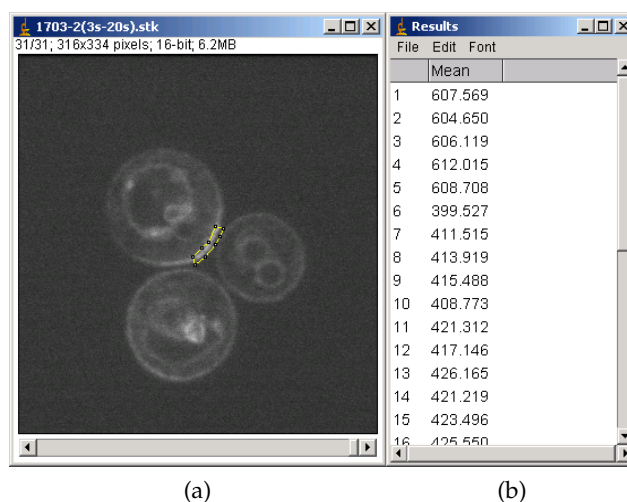 1703-2(3s-20s).stk
31/31; 316x334 pixels; 16-bit; 6.2MB
Results
File Edit Font
Mean
1 607.569
2 604.650
3 606.119
4 612.015
5 608.708
6 399.527
7 411.515
8 413.919
9 415.488
10 408.773
11 421.312
12 417.146
13 426.165
14 421.219
15 423.496
16 425.550
(a)
(b)